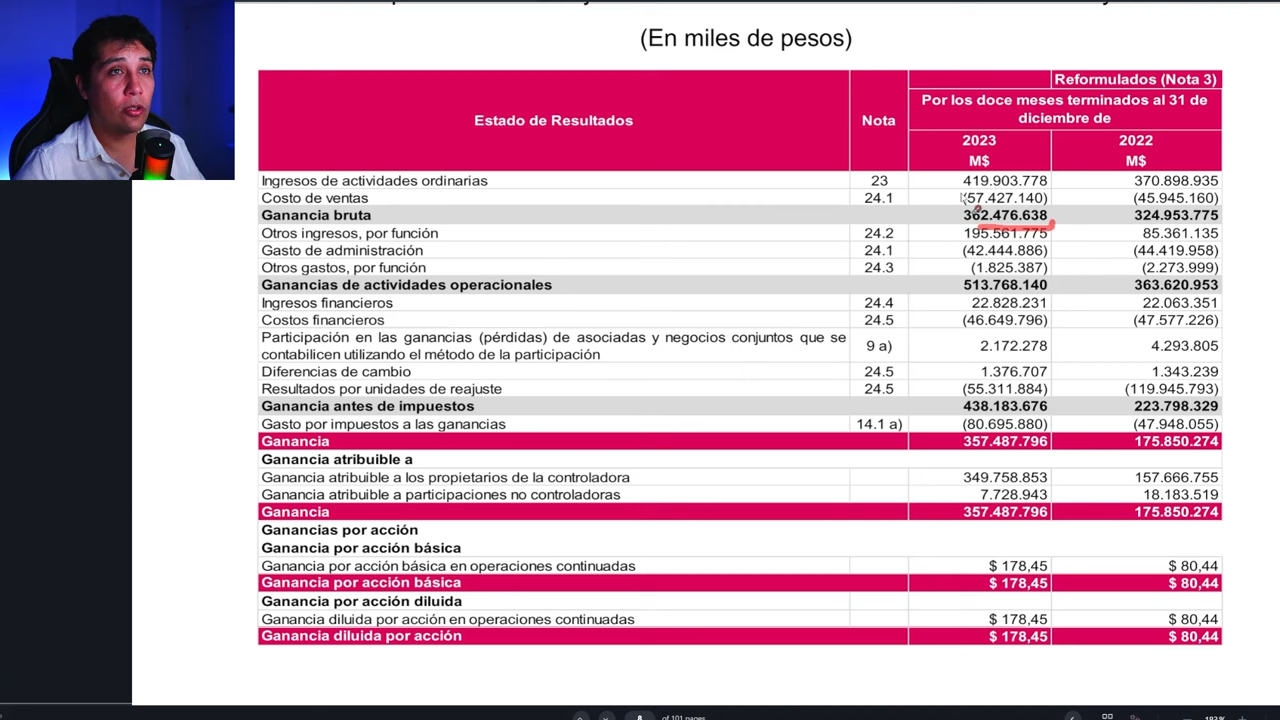 (En miles de pesos)
Estado de Resultados Nota Reformulados (Nota 3)
Por los doce meses terminados al 31 de
diciembre de
2023 2022
M$ M$
Ingresos de actividades ordinarias 23 419.903.778 370.898.935
Costo de ventas 24.1 57.427.140) (45.945.160)
Ganancia bruta 362.476.638 324.953.775
Otros ingresos, por función 24.2 195.561.775 85.361.135
Gasto de administración 24.1 (42.444.886) (44.419.958)
Otros gastos, por función 24.3 (1.825.387) (2.273.999)
Ganancias de actividades operacionales 513.768.140 363.620.953
Ingresos financieros 24.4 22.828.231 22.063.351
Costos financieros 24.5 (46.649.796) (47.577.226)
Participación en las ganancias (pérdidas) de asociadas y negocios conjuntos que se
contabilicen utilizando el método de la participación 9 a) 2.172.278 4.293.805
Diferencias de cambio 24.5 1.376.707 1.343.239
Resultados por unidades de reajuste 24.5 (55.311.884) (119.945.793)
Ganancia antes de impuestos 438.183.676 223.798.329
Gasto por impuestos a las ganancias 14.1 a) (80.695.880) (47.948.055)
Ganancia 357.487.796 175.850.274
Ganancia atribuible a
Ganancia atribuible a los propietarios de la controladora 349.758.853 157.666.755
Ganancia atribuible a participaciones no controladoras 7.728.943 18.183.519
Ganancia 357.487.796 175.850.274
Ganancias por acción
Ganancia por acción básica
Ganancia por acción básica en operaciones continuadas $ 178,45 $ 80,44
Ganancia por acción básica $ 178,45 $ 80,44
Ganancia por acción diluida
Ganancia diluida por acción en operaciones continuadas $ 178,45 $ 80,44
Ganancia diluida por acción $ 178,45 $ 80,44
8 of 101 pages